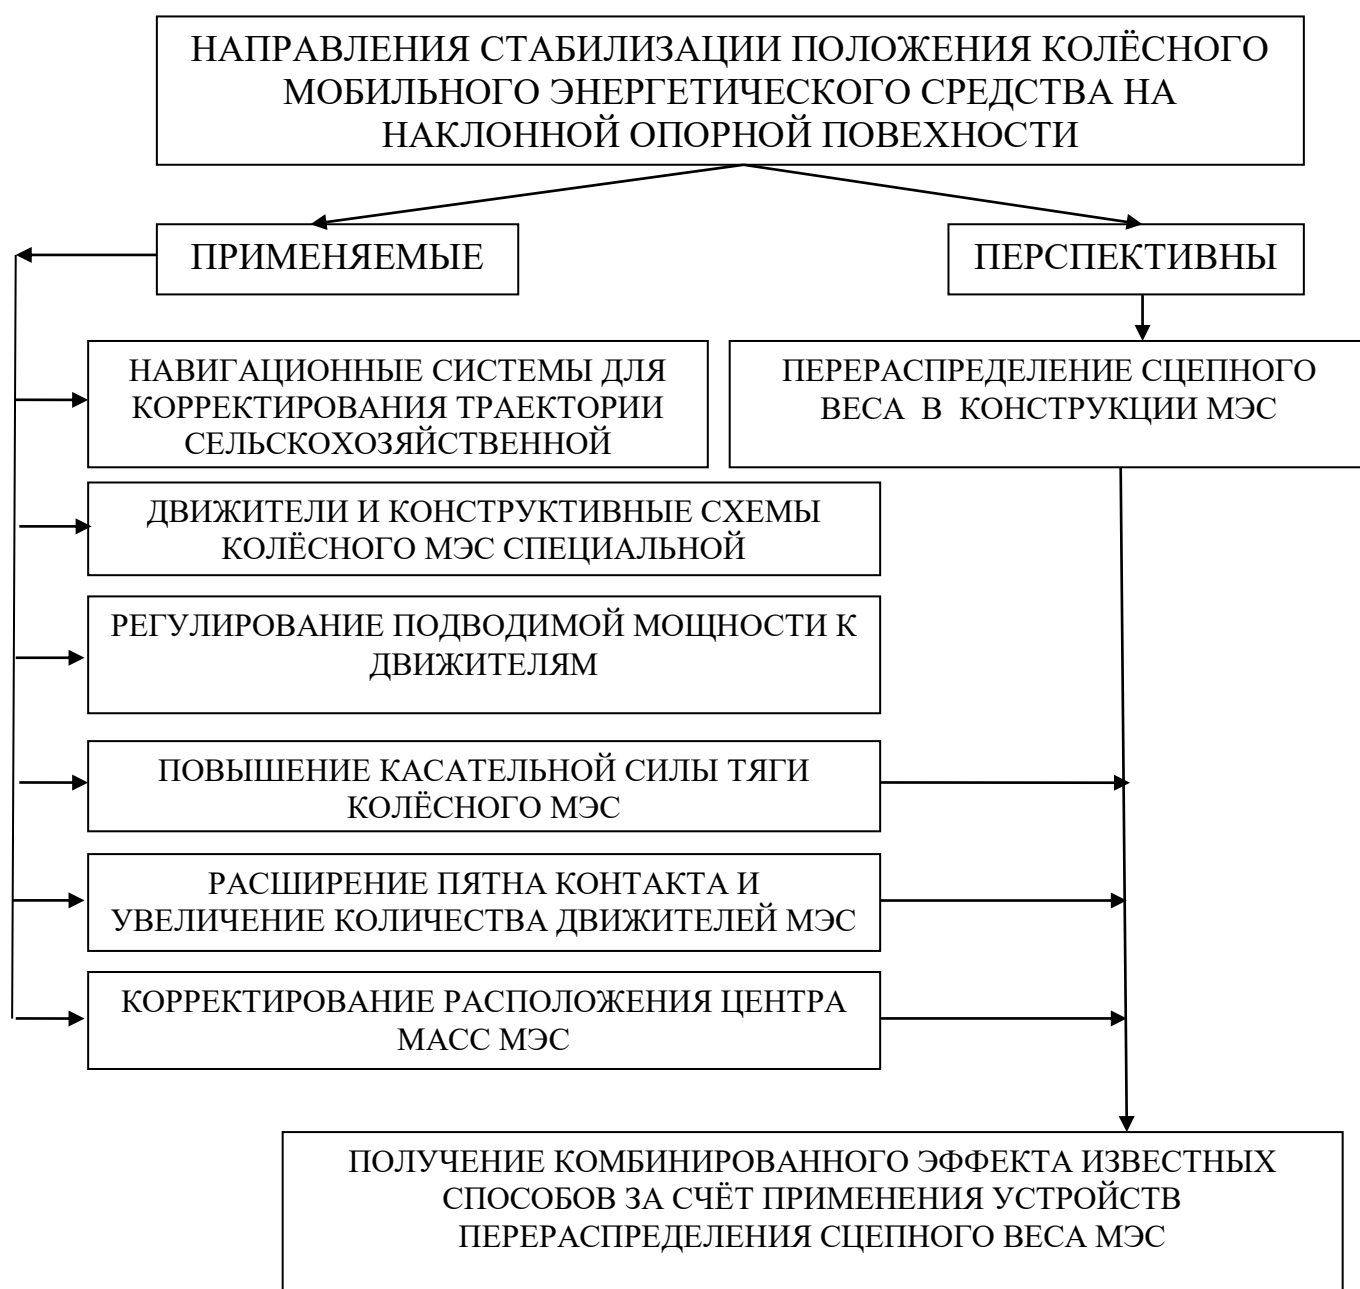 НАПРАВЛЕНИЯ СТАБИЛИЗАЦИИ ПОЛОЖЕНИЯ КОЛЁСНОГО
МОБИЛЬНОГО ЭНЕРГЕТИЧЕСКОГО СРЕДСТВА НА
НАКЛОННОЙ ОПОРНОЙ ПОВЕХНОСТИ
ПРИМЕНЯЕМЫЕ
ПЕРСПЕКТИВНЫ
НАВИГАЦИОННЫЕ СИСТЕМЫ ДЛЯ
КОРРЕКТИРОВАНИЯ ТРАЕКТОРИИ
СЕЛЬСКОХОЗЯЙСТВЕННОЙ
ПЕРЕРАСПРЕДЕЛЕНИЕ СЦЕПНОГО
ВЕСА В КОНСТРУКЦИИ МЭС
ДВИЖИТЕЛИ И КОНСТРУКТИВНЫЕ СХЕМЫ
КОЛЁСНОГО МЭС СПЕЦИАЛЬНОЙ
РЕГУЛИРОВАНИЕ ПОДВОДИМОЙ МОЩНОСТИ К
ДВИЖИТЕЛЯМ
ПОВЫШЕНИЕ КАСАТЕЛЬНОЙ СИЛЫ ТЯГИ
КОЛЁСНОГО МЭС
РАСШИРЕНИЕ ПЯТНА КОНТАКТА И
УВЕЛИЧЕНИЕ КОЛИЧЕСТВА ДВИЖИТЕЛЕЙ МЭС
КОРРЕКТИРОВАНИЕ РАСПОЛОЖЕНИЯ ЦЕНТРА
МАСС МЭС
ПОЛУЧЕНИЕ КОМБИНИРОВАННОГО ЭФФЕКТА ИЗВЕСТНЫХ
СПОСОБОВ ЗА СЧЁТ ПРИМЕНЕНИЯ УСТРОЙСТВ
ПЕРЕРАСПРЕДЕЛЕНИЯ СЦЕПНОГО ВЕСА МЭС